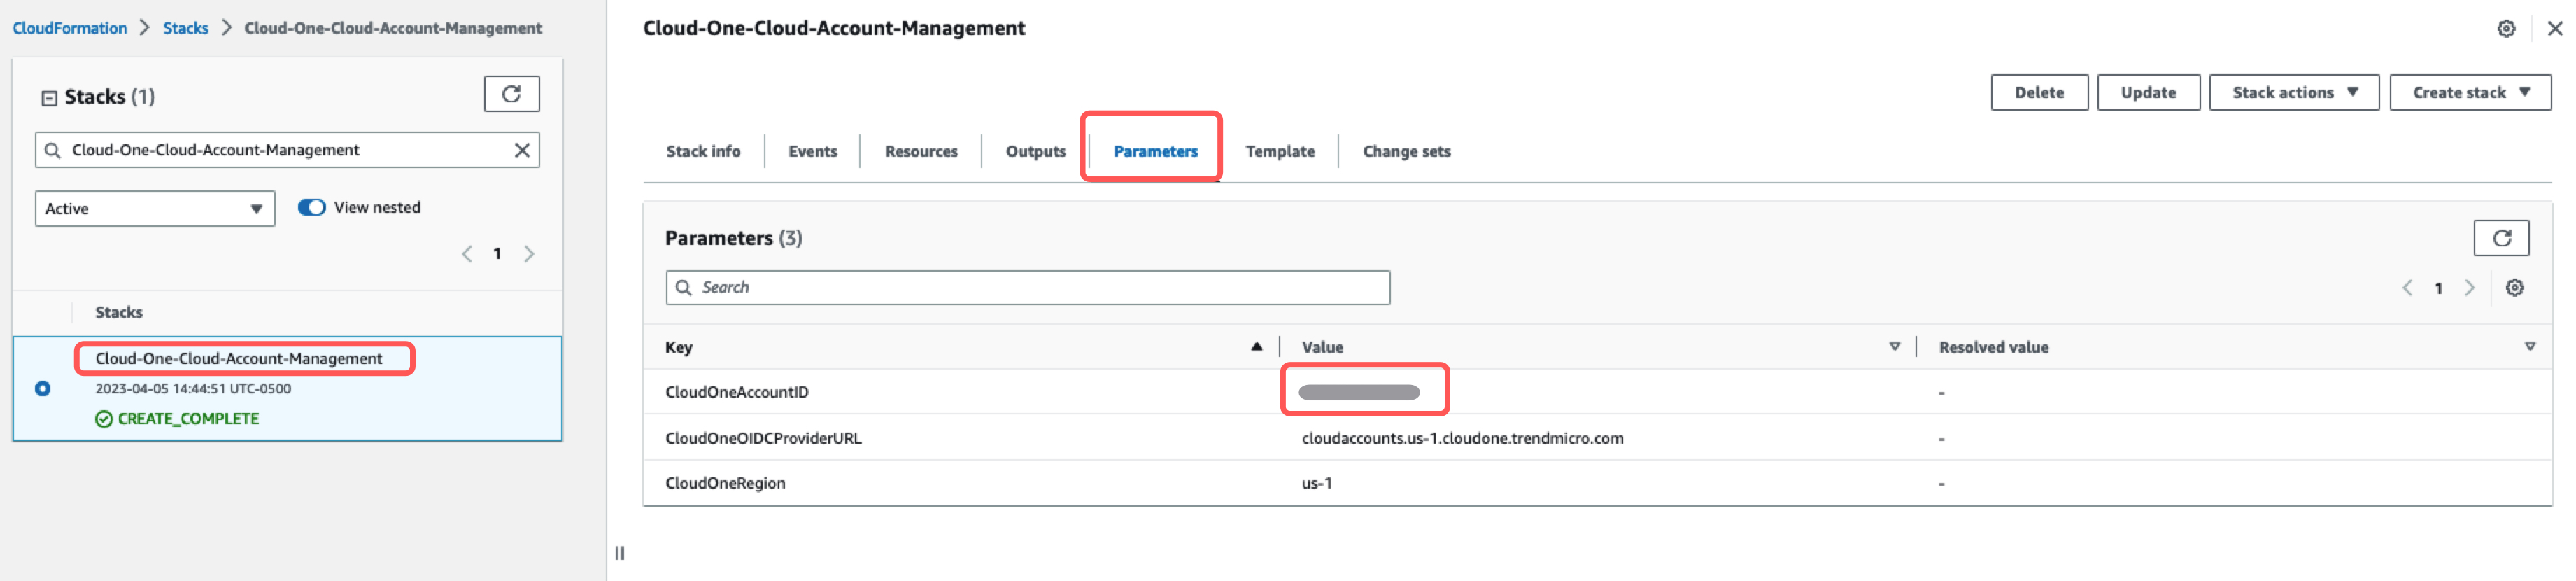 CloudFormation > Stacks > Cloud-One-Cloud-Account-Management
Stacks (1)
Cloud-One-Cloud-Account-Management
Active
View nested
1
Stacks
Cloud-One-Cloud-Account-Management
2023-04-05 14:44:51 UTC-0500
CREATE_COMPLETE
Cloud-One-Cloud-Account-Management
Delete Update Stack actions Create stack
Stack info Events Resources Outputs Parameters Template Change sets
Parameters (3)
Search
1
Key Value Resolved value
CloudOneAccountID -
CloudOneOIDCProviderURL cloudaccounts.us-1.cloudone.trendmicro.com -
CloudOneRegion us-1 -